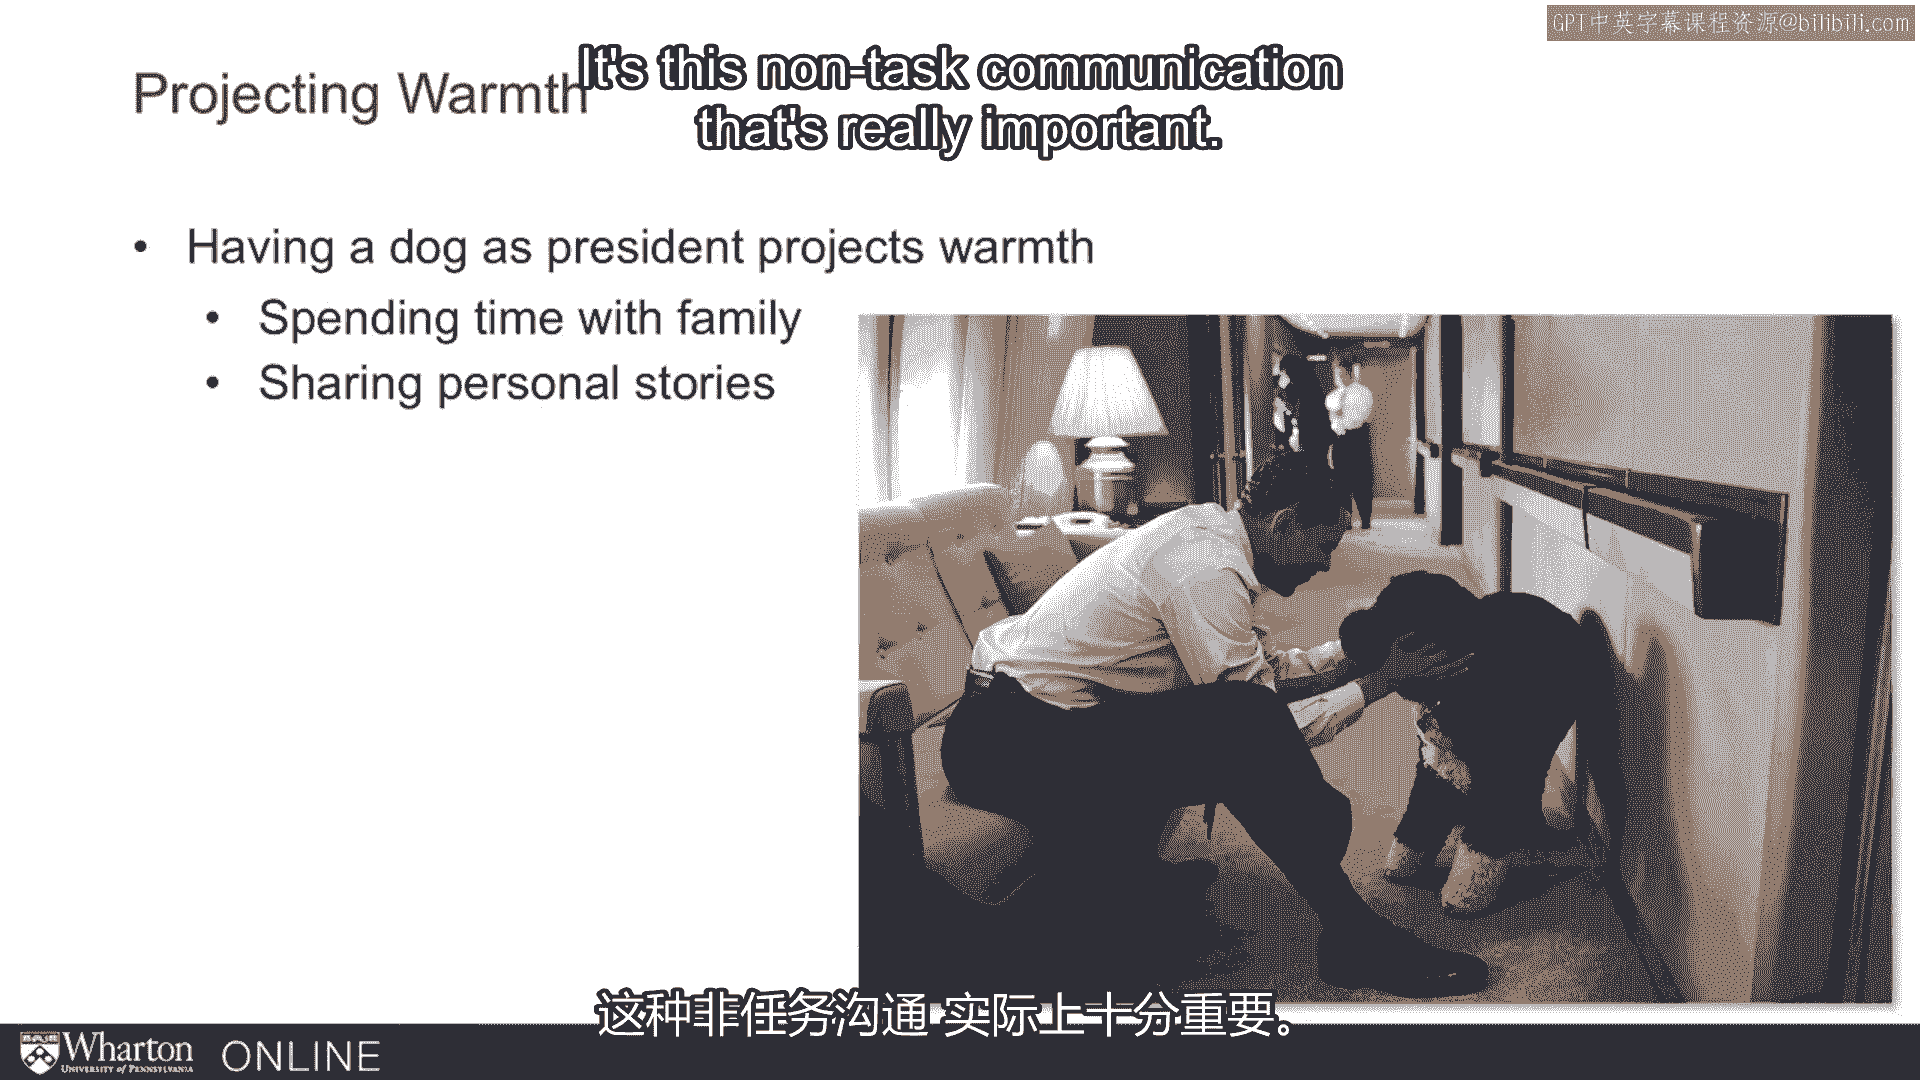 GPT中英字幕课程资源@bilibili.com
It's this non-task communication
that's really important.
Projecting Warmth
• Having a dog as president projects warmth
• Spending time with family
• Sharing personal stories
这种非任务沟通 实际上十分重要。
Wharton
UNIVERSITY of PENNSYLVANIA
ONLINE